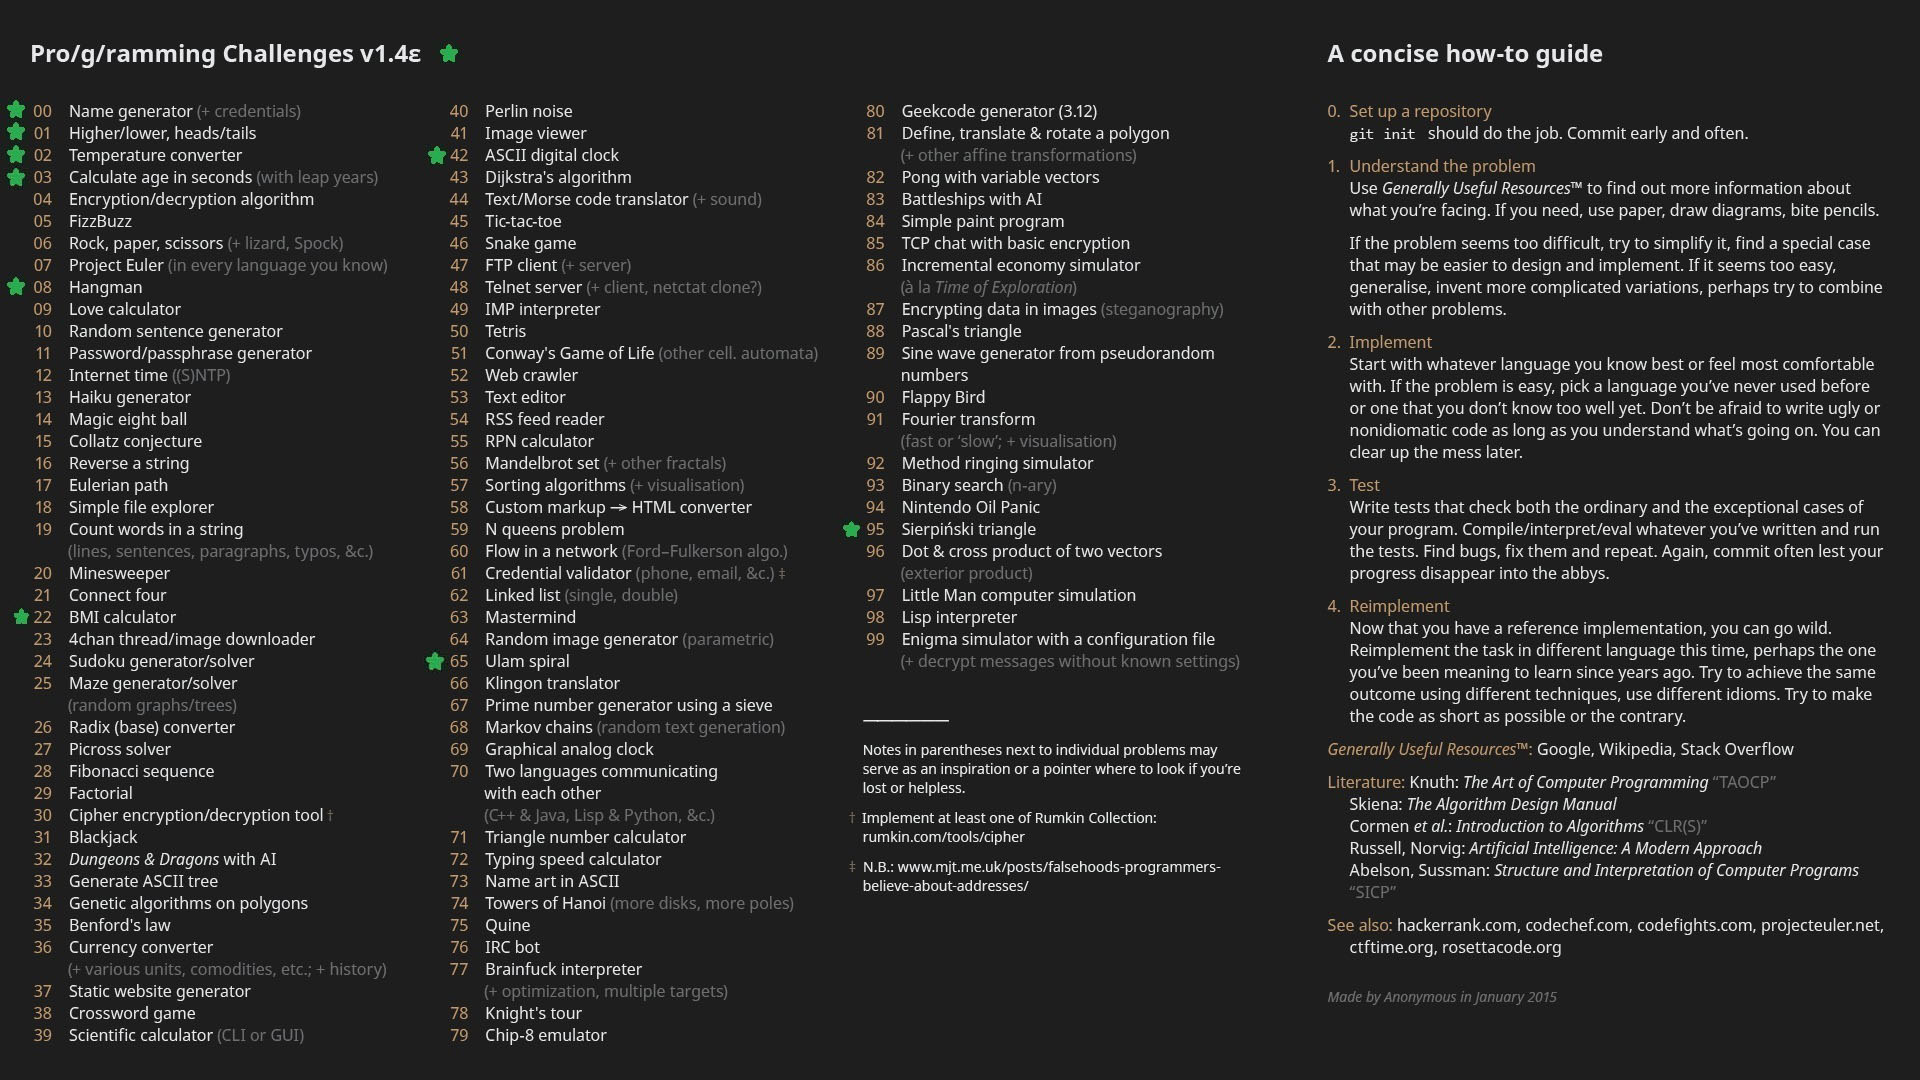 Pro/g/ramming Challenges v1.4ε
00 Name generator (+ credentials)
01 Higher/lower, heads/tails
02 Temperature converter
03 Calculate age in seconds (with leap years)
04 Encryption/decryption algorithm
05 FizzBuzz
06 Rock, paper, scissors (+ lizard, Spock)
07 Project Euler (in every language you know)
08 Hangman
09 Love calculator
10 Random sentence generator
11 Password/passphrase generator
12 Internet time ((S)NTP)
13 Haiku generator
14 Magic eight ball
15 Collatz conjecture
16 Reverse a string
17 Eulerian path
18 Simple file explorer
19 Count words in a string
(lines, sentences, paragraphs, typos, &c.)
20 Minesweeper
21 Connect four
22 BMI calculator
23 4chan thread/image downloader
24 Sudoku generator/solver
25 Maze generator/solver
(random graphs/trees)
26 Radix (base) converter
27 Picross solver
28 Fibonacci sequence
29 Factorial
30 Cipher encryption/decryption tool †
31 Blackjack
32 Dungeons & Dragons with AI
33 Generate ASCII tree
34 Genetic algorithms on polygons
35 Benford's law
36 Currency converter
(+ various units, comodities, etc.; + history)
37 Static website generator
38 Crossword game
39 Scientific calculator (CLI or GUI)
40 Perlin noise
41 Image viewer
42 ASCII digital clock
43 Dijkstra's algorithm
44 Text/Morse code translator (+ sound)
45 Tic-tac-toe
46 Snake game
47 FTP client (+ server)
48 Telnet server (+ client, netctat clone?)
49 IMP interpreter
50 Tetris
51 Conway's Game of Life (other cell. automata)
52 Web crawler
53 Text editor
54 RSS feed reader
55 RPN calculator
56 Mandelbrot set (+ other fractals)
57 Sorting algorithms (+ visualisation)
58 Custom markup → HTML converter
59 N queens problem
60 Flow in a network (Ford–Fulkerson algo.)
61 Credential validator (phone, email, &c.) ‡
62 Linked list (single, double)
63 Mastermind
64 Random image generator (parametric)
65 Ulam spiral
66 Klingon translator
67 Prime number generator using a sieve
68 Markov chains (random text generation)
69 Graphical analog clock
70 Two languages communicating
with each other
(C++ & Java, Lisp & Python, &c.)
71 Triangle number calculator
72 Typing speed calculator
73 Name art in ASCII
74 Towers of Hanoi (more disks, more poles)
75 Quine
76 IRC bot
77 Brainfuck interpreter
(+ optimization, multiple targets)
78 Knight's tour
79 Chip-8 emulator
80 Geekcode generator (3.12)
81 Define, translate & rotate a polygon
(+ other affine transformations)
82 Pong with variable vectors
83 Battleships with AI
84 Simple paint program
85 TCP chat with basic encryption
86 Incremental economy simulator
(à la Time of Exploration)
87 Encrypting data in images (steganography)
88 Pascal's triangle
89 Sine wave generator from pseudorandom
numbers
90 Flappy Bird
91 Fourier transform
(fast or ‘slow’; + visualisation)
92 Method ringing simulator
93 Binary search (n-ary)
94 Nintendo Oil Panic
95 Sierpiński triangle
96 Dot & cross product of two vectors
(exterior product)
97 Little Man computer simulation
98 Lisp interpreter
99 Enigma simulator with a configuration file
(+ decrypt messages without known settings)
Notes in parentheses next to individual problems may
serve as an inspiration or a pointer where to look if you’re
lost or helpless.
† Implement at least one of Rumkin Collection:
rumkin.com/tools/cipher
‡ N.B.: www.mjt.me.uk/posts/falsehoods-programmers-
believe-about-addresses/
A concise how-to guide
0. Set up a repository
git init should do the job. Commit early and often.
1. Understand the problem
Use Generally Useful Resources™ to find out more information about
what you’re facing. If you need, use paper, draw diagrams, bite pencils.
If the problem seems too difficult, try to simplify it, find a special case
that may be easier to design and implement. If it seems too easy,
generalise, invent more complicated variations, perhaps try to combine
with other problems.
2. Implement
Start with whatever language you know best or feel most comfortable
with. If the problem is easy, pick a language you’ve never used before
or one that you don’t know too well yet. Don’t be afraid to write ugly or
nonidiomatic code as long as you understand what’s going on. You can
clear up the mess later.
3. Test
Write tests that check both the ordinary and the exceptional cases of
your program. Compile/interpret/eval whatever you’ve written and run
the tests. Find bugs, fix them and repeat. Again, commit often lest your
progress disappear into the abbys.
4. Reimplement
Now that you have a reference implementation, you can go wild.
Reimplement the task in different language this time, perhaps the one
you’ve been meaning to learn since years ago. Try to achieve the same
outcome using different techniques, use different idioms. Try to make
the code as short as possible or the contrary.
Generally Useful Resources™: Google, Wikipedia, Stack Overflow
Literature: Knuth: The Art of Computer Programming “TAOCP”
Skiena: The Algorithm Design Manual
Cormen et al.: Introduction to Algorithms “CLR(S)”
Russell, Norvig: Artificial Intelligence: A Modern Approach
Abelson, Sussman: Structure and Interpretation of Computer Programs
“SICP”
See also: hackerrank.com, codechef.com, codefights.com, projecteuler.net,
ctftime.org, rosettacode.org
Made by Anonymous in January 2015